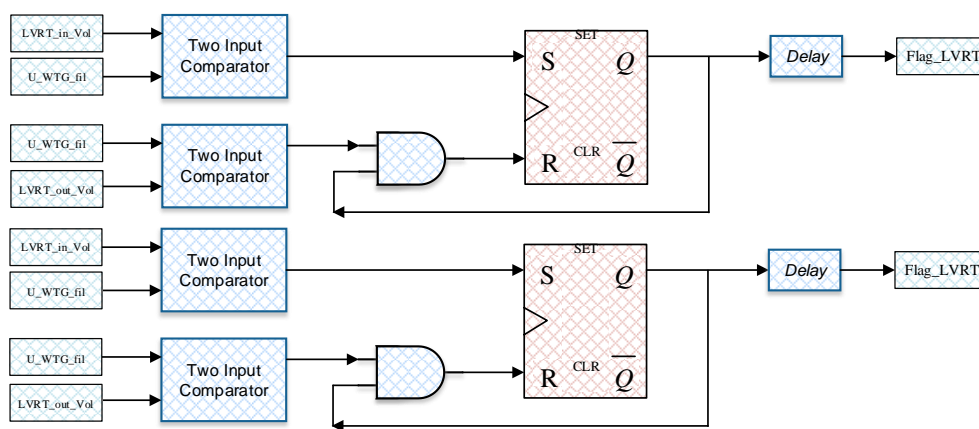 LVRT_in_Vol
U_WTG_fil
Two Input
Comparator
SET
S
Q
Delay
Flag_LVRT
U_WTG_fil
LVRT_out_Vol
Two Input
Comparator
R
CLR
Q
LVRT_in_Vol
U_WTG_fil
Two Input
Comparator
SET
S
Q
Delay
Flag_LVRT
U_WTG_fil
LVRT_out_Vol
Two Input
Comparator
R
CLR
Q